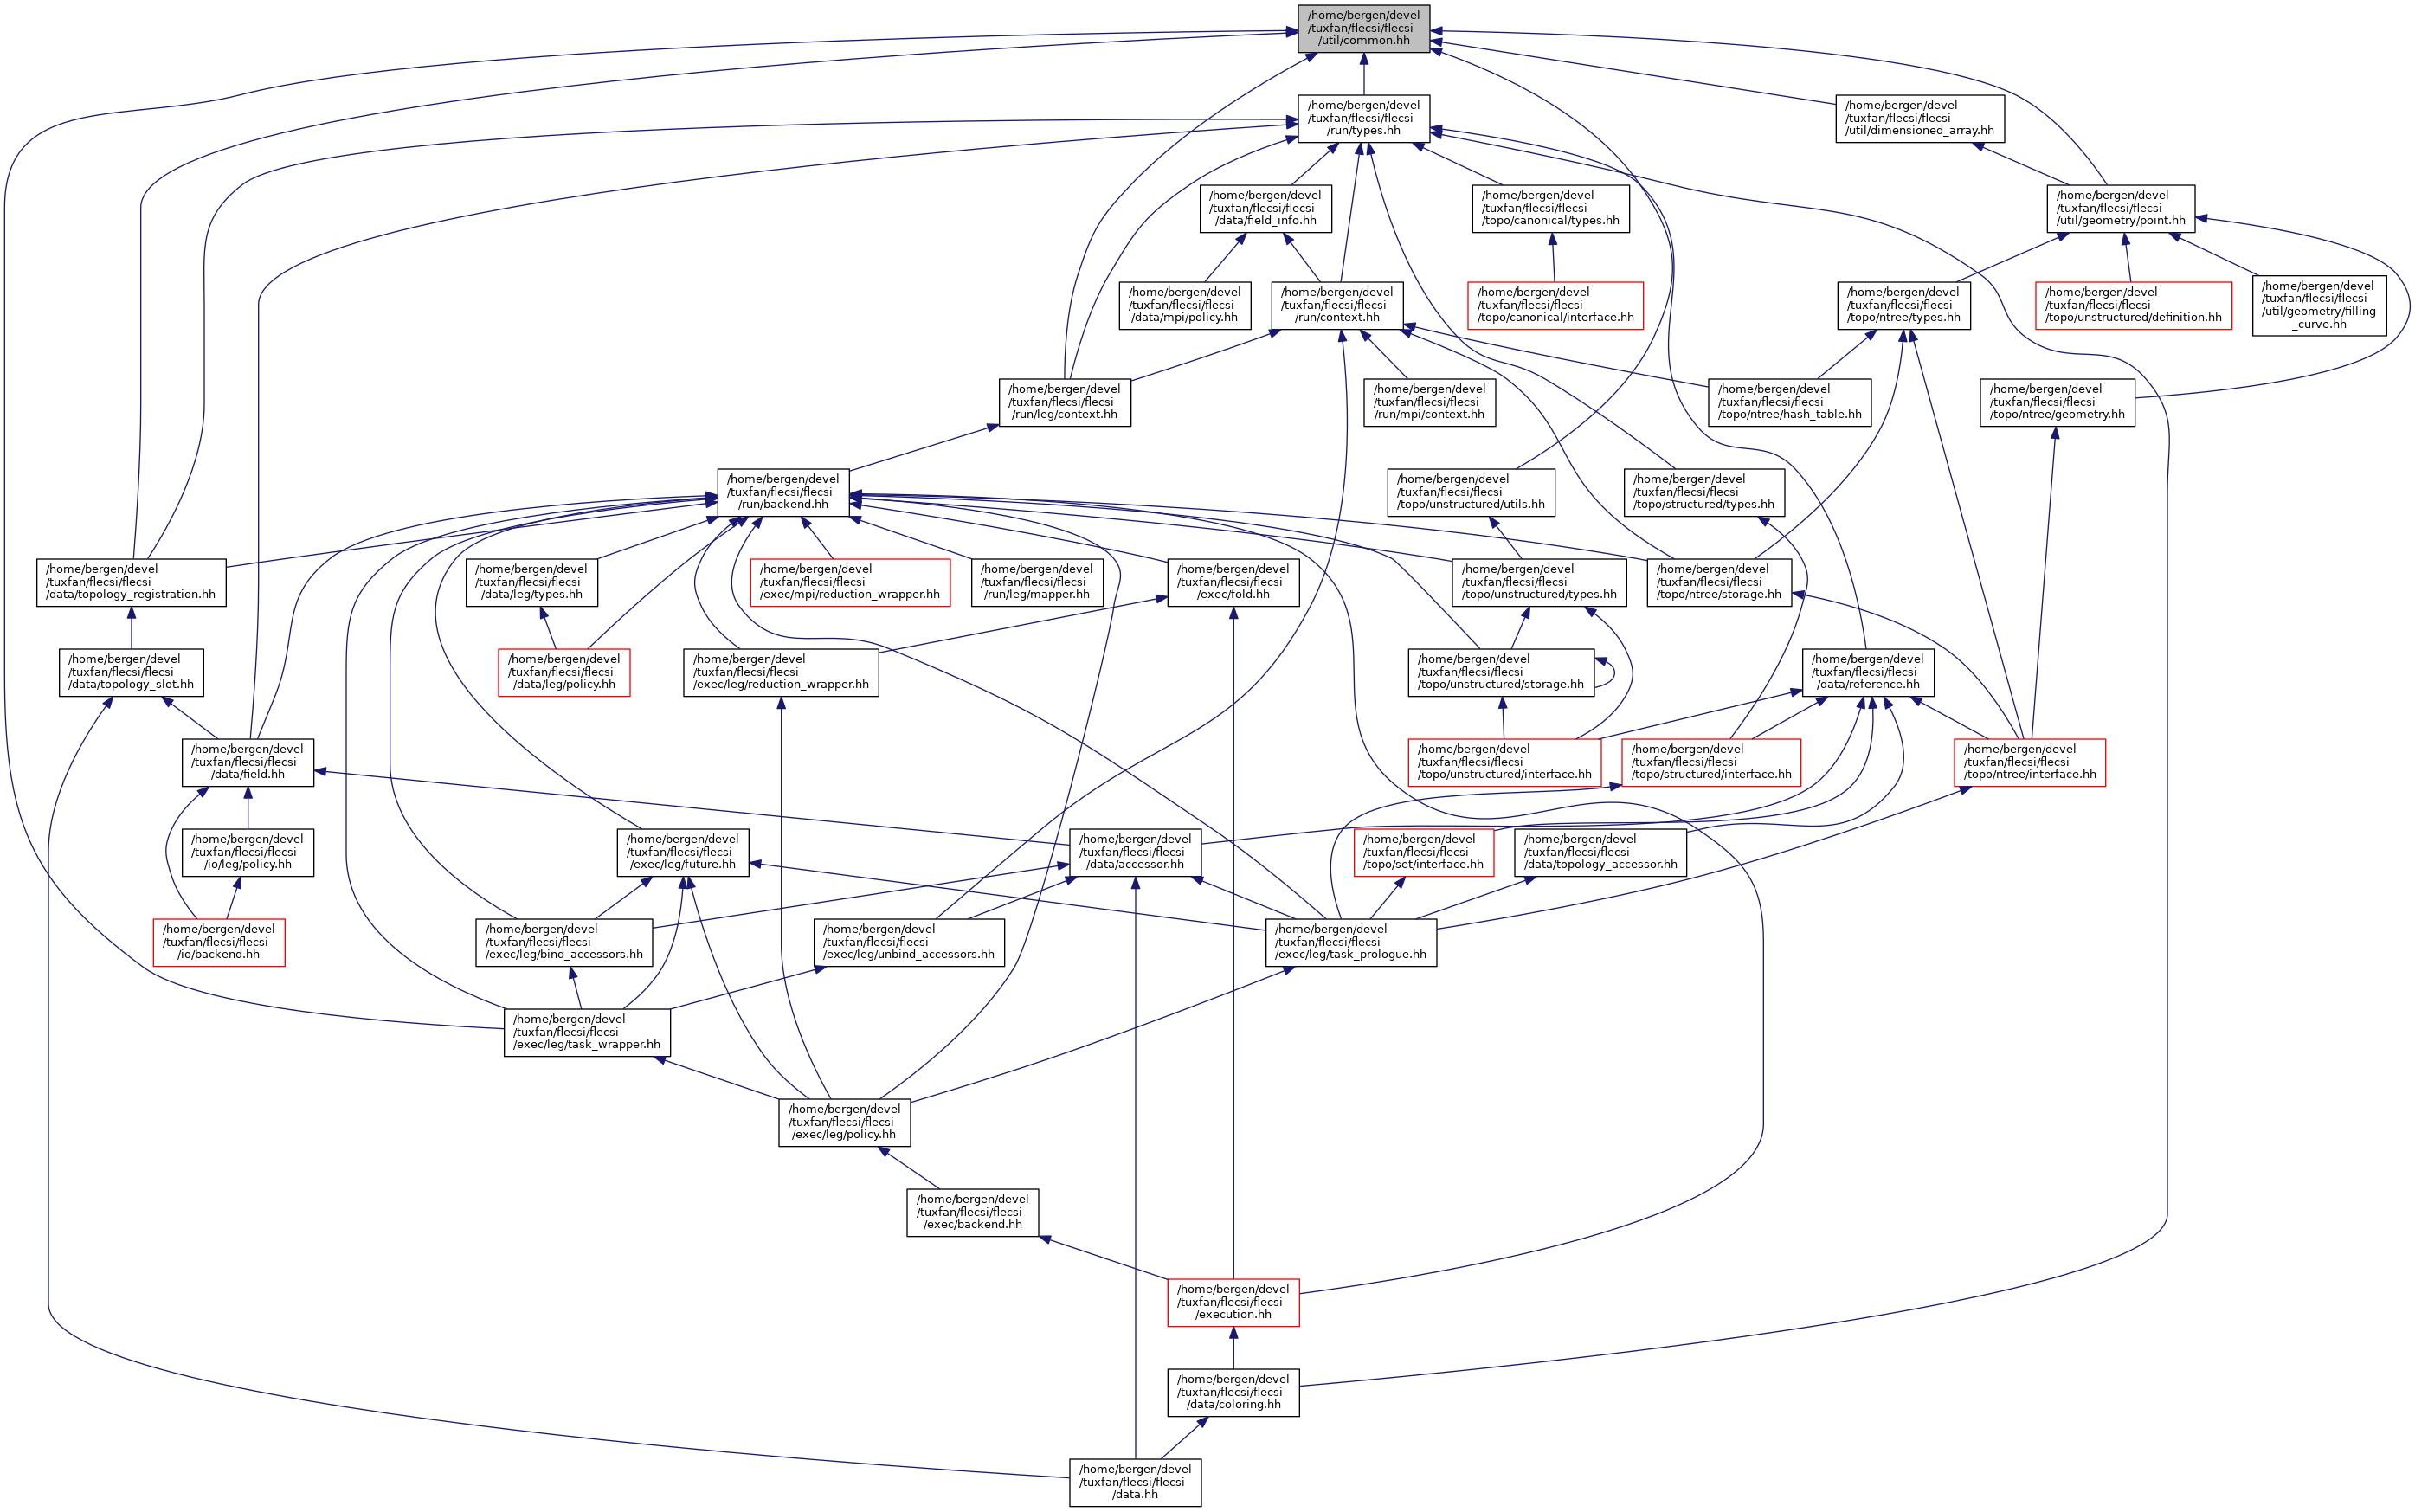 /home/bergen/devel
/tuxfan/flecsi/flecsi
/util/common.hh
/home/bergen/devel
/tuxfan/flecsi/flecsi
/run/types.hh
/home/bergen/devel
/tuxfan/flecsi/flecsi
/util/dimensioned_array.hh
/home/bergen/devel
/tuxfan/flecsi/flecsi
/data/field_info.hh
/home/bergen/devel
/tuxfan/flecsi/flecsi
/topo/canonical/types.hh
/home/bergen/devel
/tuxfan/flecsi/flecsi
/util/geometry/point.hh
/home/bergen/devel
/tuxfan/flecsi/flecsi
/data/mpi/policy.hh
/home/bergen/devel
/tuxfan/flecsi/flecsi
/run/context.hh
/home/bergen/devel
/tuxfan/flecsi/flecsi
/topo/canonical/interface.hh
/home/bergen/devel
/tuxfan/flecsi/flecsi
/topo/ntree/types.hh
/home/bergen/devel
/tuxfan/flecsi/flecsi
/topo/unstructured/definition.hh
/home/bergen/devel
/tuxfan/flecsi/flecsi
/util/geometry/filling
_curve.hh
/home/bergen/devel
/tuxfan/flecsi/flecsi
/run/leg/context.hh
/home/bergen/devel
/tuxfan/flecsi/flecsi
/run/mpi/context.hh
/home/bergen/devel
/tuxfan/flecsi/flecsi
/topo/ntree/hash_table.hh
/home/bergen/devel
/tuxfan/flecsi/flecsi
/topo/ntree/geometry.hh
/home/bergen/devel
/tuxfan/flecsi/flecsi
/run/backend.hh
/home/bergen/devel
/tuxfan/flecsi/flecsi
/topo/unstructured/utils.hh
/home/bergen/devel
/tuxfan/flecsi/flecsi
/topo/structured/types.hh
/home/bergen/devel
/tuxfan/flecsi/flecsi
/data/topology_registration.hh
/home/bergen/devel
/tuxfan/flecsi/flecsi
/data/leg/types.hh
/home/bergen/devel
/tuxfan/flecsi/flecsi
/exec/mpi/reduction_wrapper.hh
/home/bergen/devel
/tuxfan/flecsi/flecsi
/run/leg/mapper.hh
/home/bergen/devel
/tuxfan/flecsi/flecsi
/exec/fold.hh
/home/bergen/devel
/tuxfan/flecsi/flecsi
/topo/unstructured/types.hh
/home/bergen/devel
/tuxfan/flecsi/flecsi
/topo/ntree/storage.hh
/home/bergen/devel
/tuxfan/flecsi/flecsi
/data/topology_slot.hh
/home/bergen/devel
/tuxfan/flecsi/flecsi
/data/leg/policy.hh
/home/bergen/devel
/tuxfan/flecsi/flecsi
/exec/leg/reduction_wrapper.hh
/home/bergen/devel
/tuxfan/flecsi/flecsi
/topo/unstructured/storage.hh
/home/bergen/devel
/tuxfan/flecsi/flecsi
/data/reference.hh
/home/bergen/devel
/tuxfan/flecsi/flecsi
/data/field.hh
/home/bergen/devel
/tuxfan/flecsi/flecsi
/topo/unstructured/interface.hh
/home/bergen/devel
/tuxfan/flecsi/flecsi
/topo/structured/interface.hh
/home/bergen/devel
/tuxfan/flecsi/flecsi
/topo/ntree/interface.hh
/home/bergen/devel
/tuxfan/flecsi/flecsi
/io/leg/policy.hh
/home/bergen/devel
/tuxfan/flecsi/flecsi
/exec/leg/future.hh
/home/bergen/devel
/tuxfan/flecsi/flecsi
/data/accessor.hh
/home/bergen/devel
/tuxfan/flecsi/flecsi
/topo/set/interface.hh
/home/bergen/devel
/tuxfan/flecsi/flecsi
/data/topology_accessor.hh
/home/bergen/devel
/tuxfan/flecsi/flecsi
/io/backend.hh
/home/bergen/devel
/tuxfan/flecsi/flecsi
/exec/leg/bind_accessors.hh
/home/bergen/devel
/tuxfan/flecsi/flecsi
/exec/leg/unbind_accessors.hh
/home/bergen/devel
/tuxfan/flecsi/flecsi
/exec/leg/task_prologue.hh
/home/bergen/devel
/tuxfan/flecsi/flecsi
/exec/leg/task_wrapper.hh
/home/bergen/devel
/tuxfan/flecsi/flecsi
/exec/leg/policy.hh
/home/bergen/devel
/tuxfan/flecsi/flecsi
/exec/backend.hh
/home/bergen/devel
/tuxfan/flecsi/flecsi
/execution.hh
/home/bergen/devel
/tuxfan/flecsi/flecsi
/data/coloring.hh
/home/bergen/devel
/tuxfan/flecsi/flecsi
/data.hh